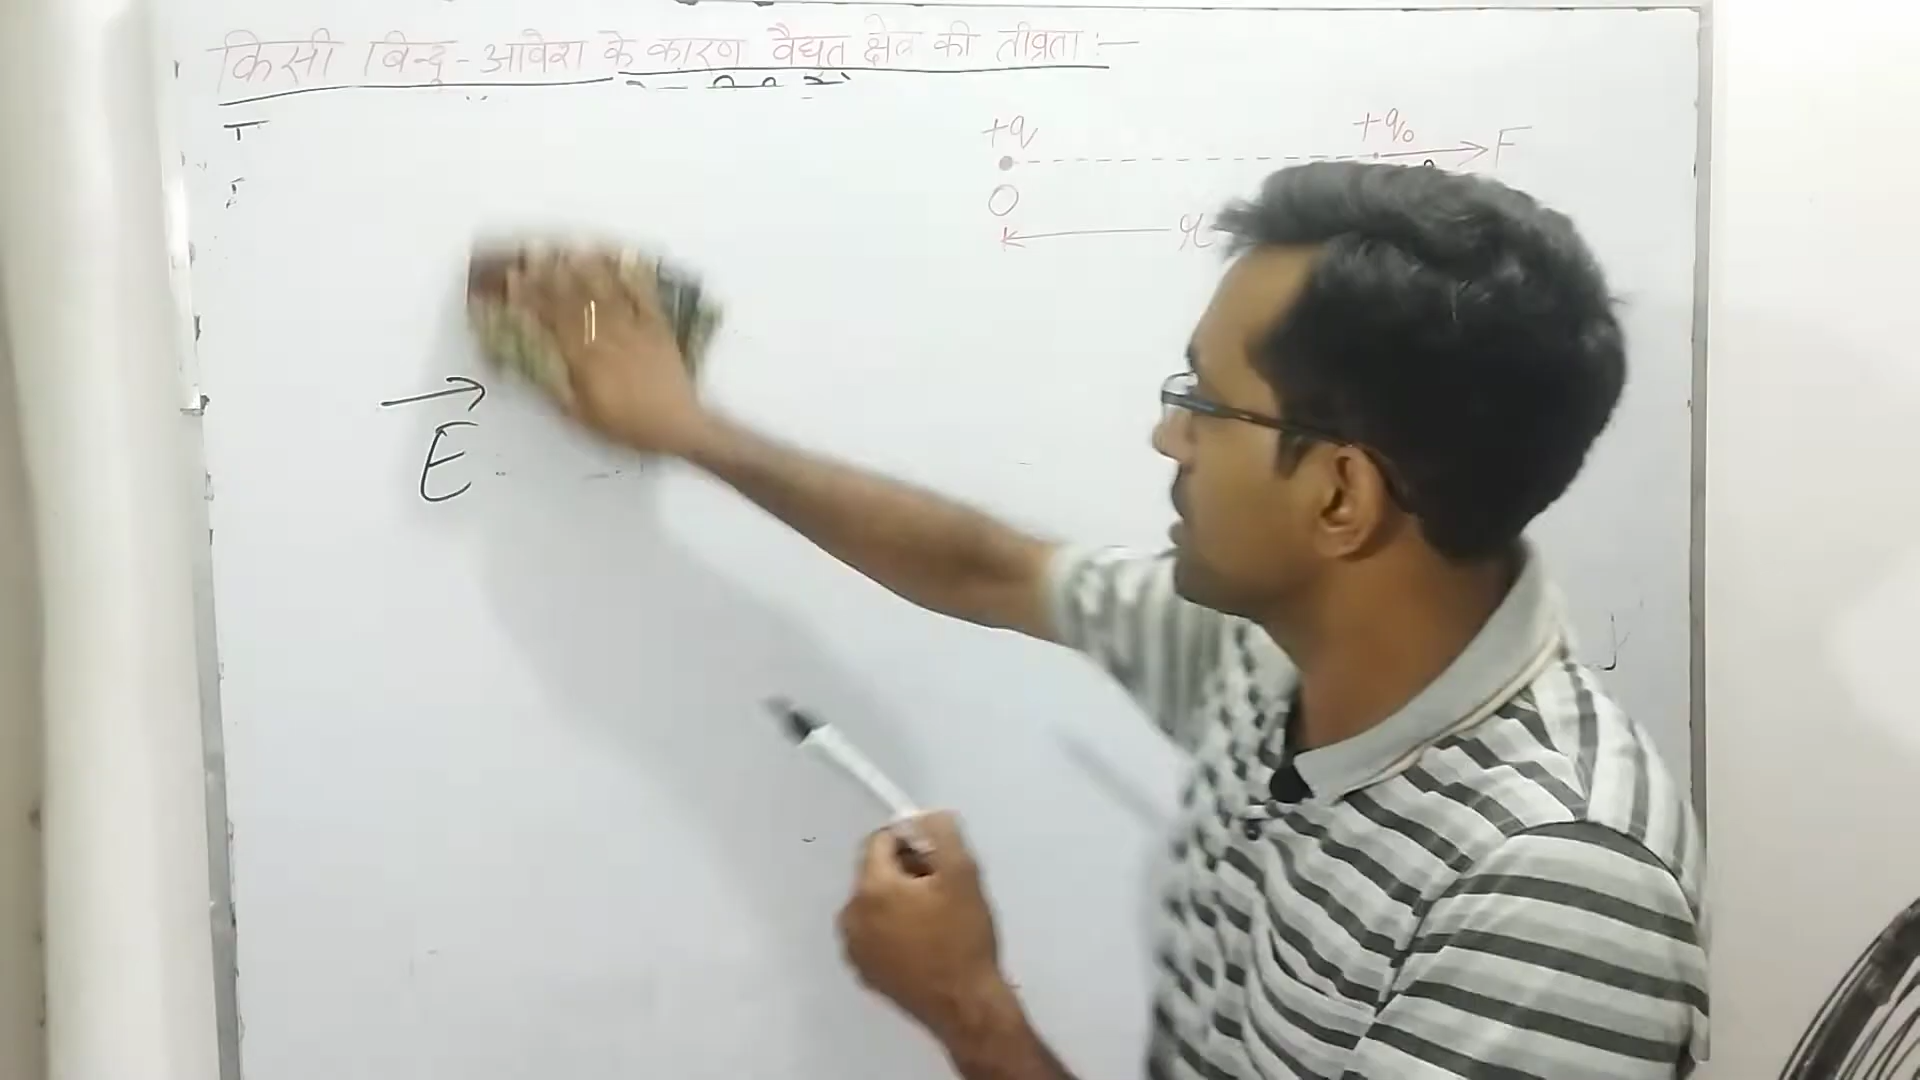 किसी बिन्दु-आवेश के कारण वैद्युत क्षेत्र की तीव्रता :-
+q +q₀ F
O
r
E